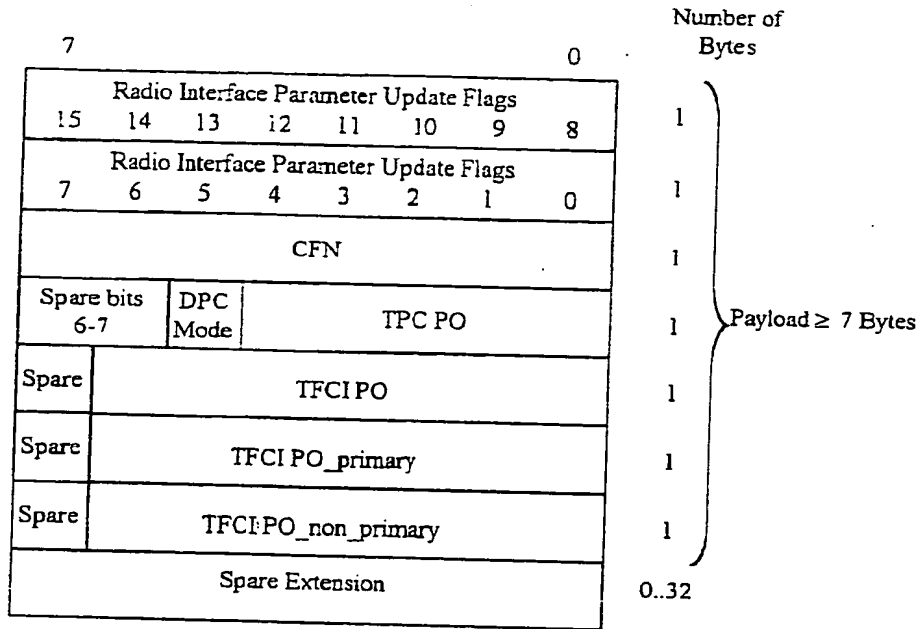 Number of
Bytes
7 0
Radio Interface Parameter Update Flags
15 14 13 12 11 10 9 8
1
Radio Interface Parameter Update Flags
7 6 5 4 3 2 1 0
1
CFN
1
Spare bits
6-7
DPC
Mode
TPC PO
1
Payload ≥ 7 Bytes
Spare
TFCI PO
1
Spare
TFCI PO_primary
1
Spare
TFCI PO_non_primary
1
Spare Extension
0..32